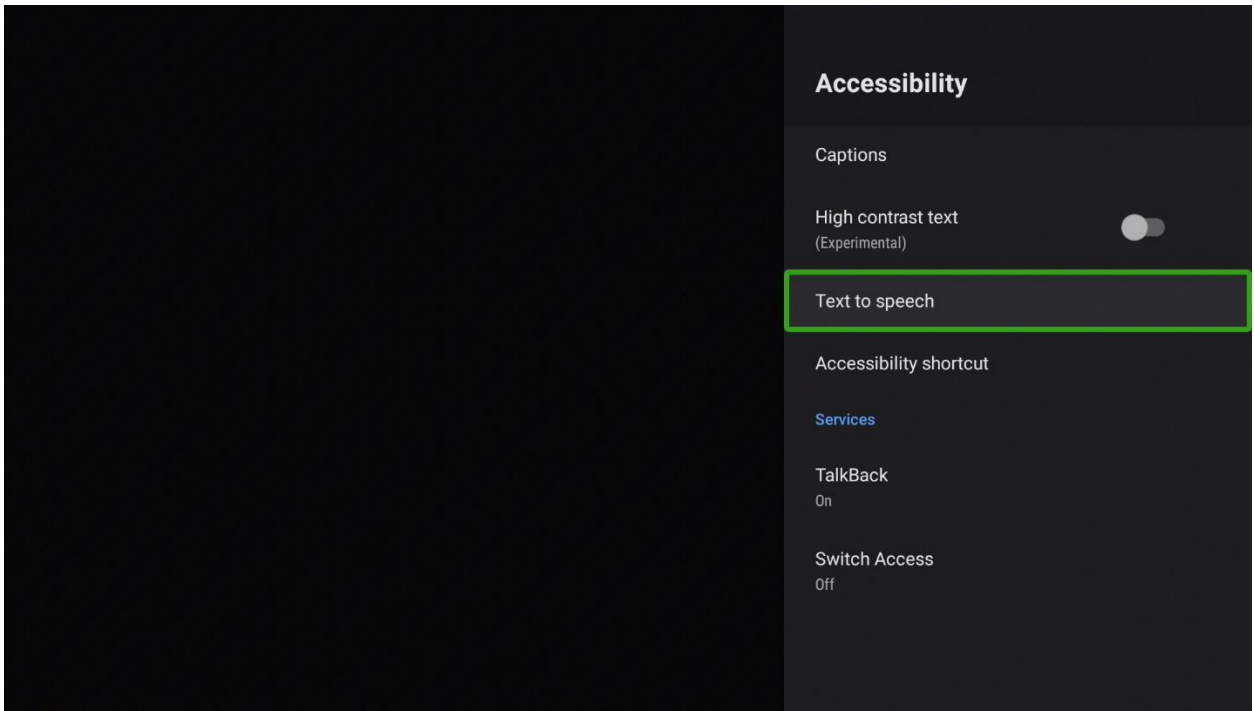 Accessibility
Captions
High contrast text
(Experimental)
Text to speech
Accessibility shortcut
Services
TalkBack
On
Switch Access
Off